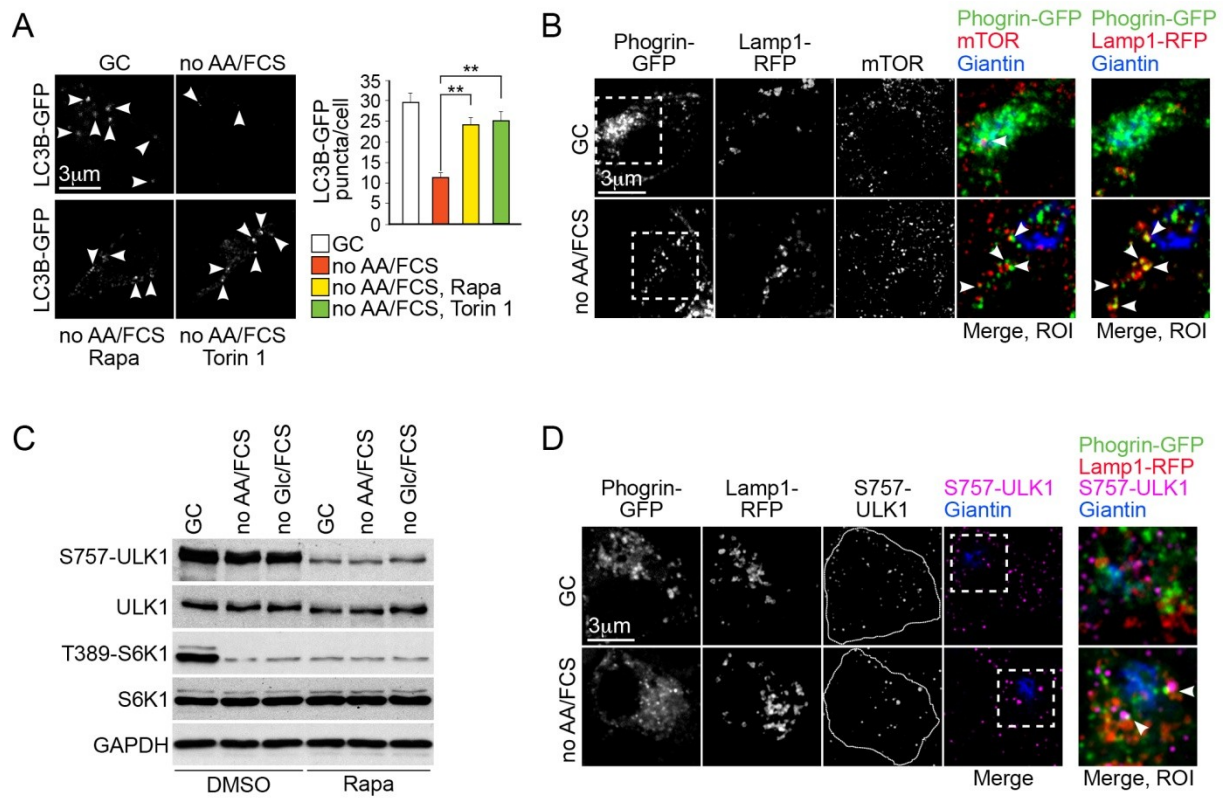 A
GC
no AA/FCS
LC3B-GFP
3μm
LC3B-GFP
no AA/FCS
Rapa
no AA/FCS
Torin 1
LC3B-GFP
puncta/cell
35
30
25
20
15
10
5
0
**
**
GC
no AA/FCS
no AA/FCS, Rapa
no AA/FCS, Torin 1
B
Phogrin-
GFP
Lamp1-
RFP
mTOR
Phogrin-GFP
mTOR
Giantin
Phogrin-GFP
Lamp1-RFP
Giantin
GC
3μm
no AA/FCS
Merge, ROI
Merge, ROI
C
GC
no AA/FCS
no Glc/FCS
GC
no AA/FCS
no Glc/FCS
S757-ULK1
ULK1
T389-S6K1
S6K1
GAPDH
DMSO
Rapa
D
Phogrin-
GFP
Lamp1-
RFP
S757-
ULK1
S757-ULK1
Giantin
Phogrin-GFP
Lamp1-RFP
S757-ULK1
Giantin
GC
3μm
no AA/FCS
Merge
Merge, ROI